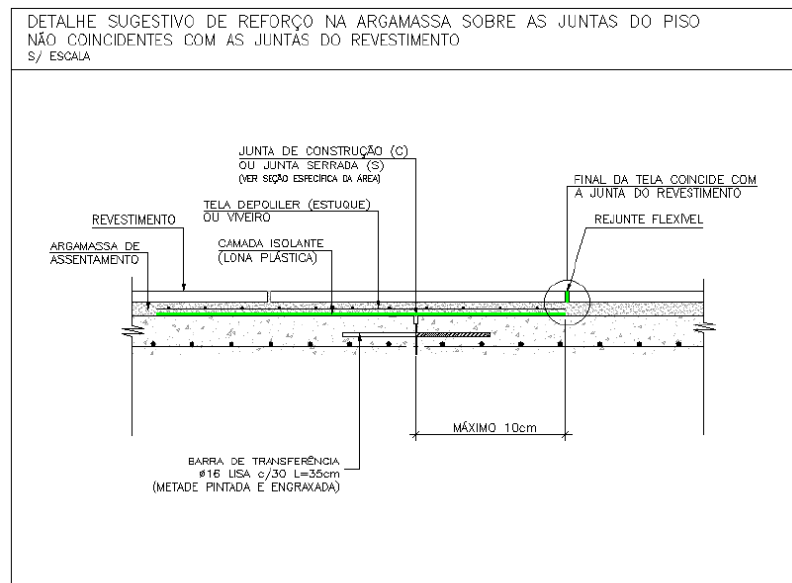 DETALHE SUGESTIVO DE REFORÇO NA ARGAMASSA SOBRE AS JUNTAS DO PISO
NÃO COINCIDENTES COM AS JUNTAS DO REVESTIMENTO
S/ ESCALA
JUNTA DE CONSTRUÇÃO (C)
OU JUNTA SERRADA (S)
(VER SEÇÃO ESPECÍFICA DA ÁREA)
FINAL DA TELA COINCIDE COM
A JUNTA DO REVESTIMENTO
TELA DEPOLILER (ESTUQUE)
OU VIVEIRO
REVESTIMENTO
REJUNTE FLEXÍVEL
ARGAMASSA DE
ASSENTAMENTO
CAMADA ISOLANTE
(LONA PLÁSTICA)
MÁXIMO 10cm
BARRA DE TRANSFERÊNCIA
ø16 LISA c/30 L=35cm
(METADE PINTADA E ENGRAXADA)